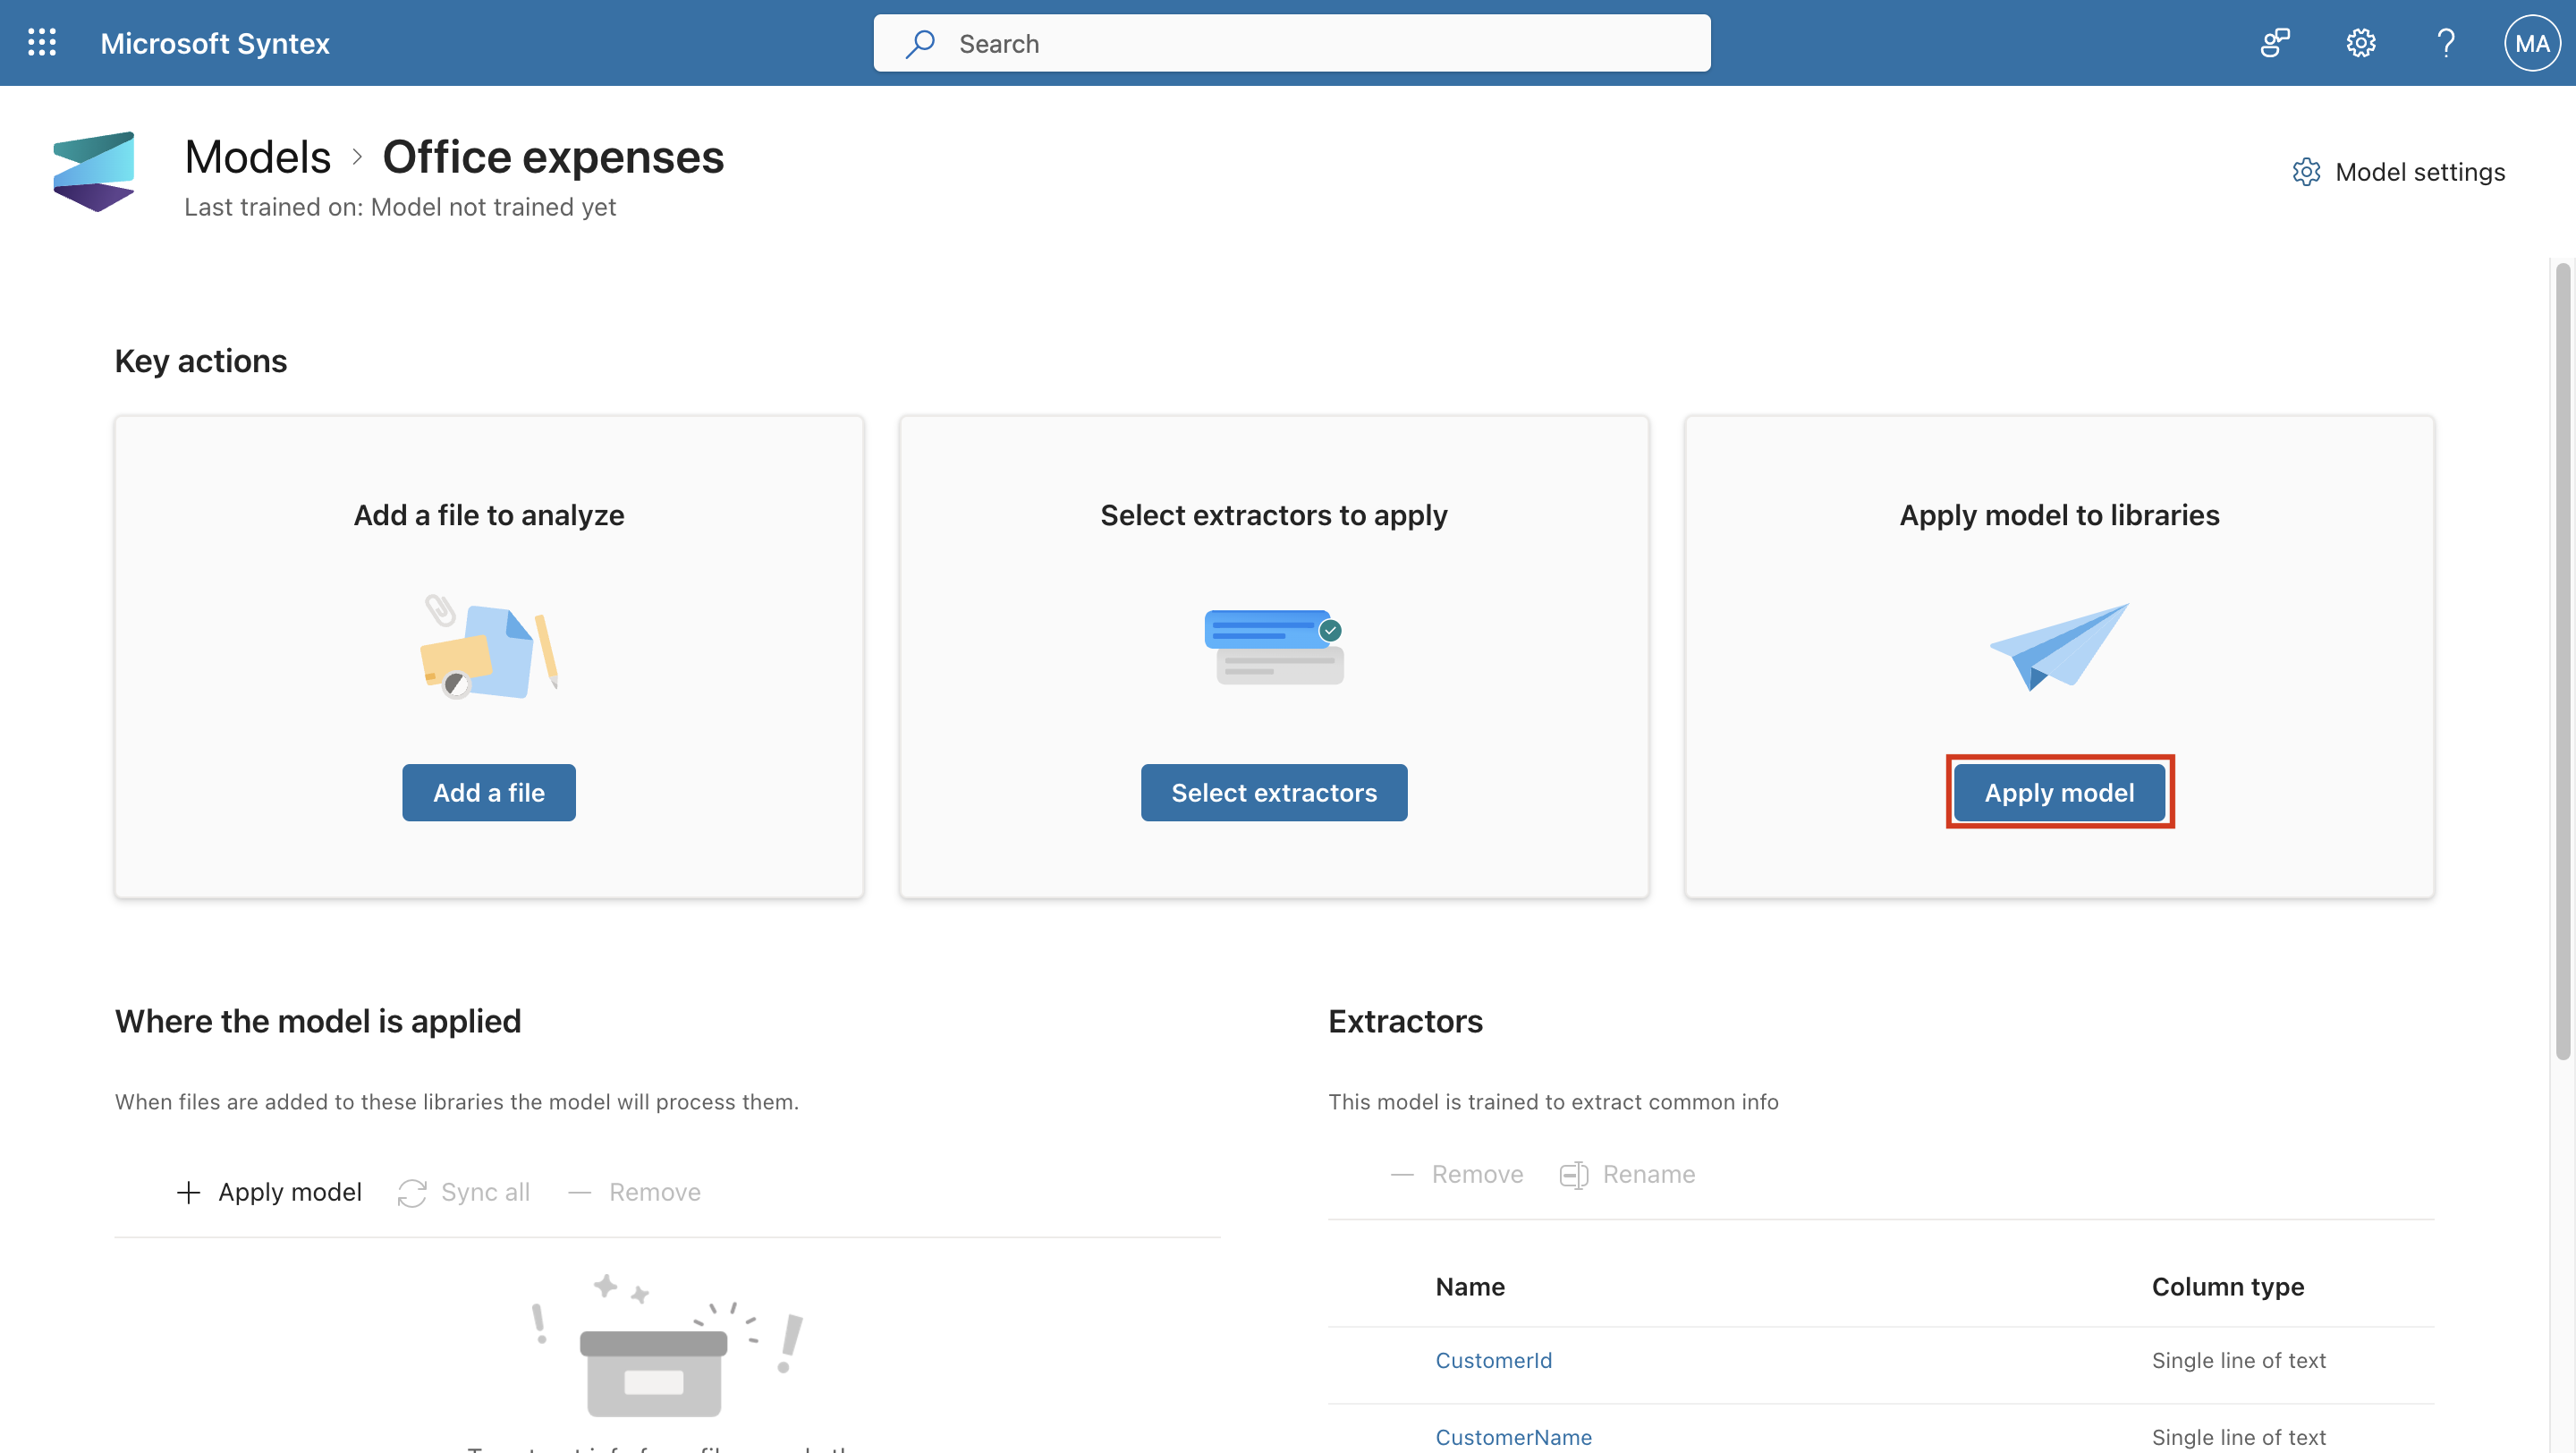 Microsoft Syntex
Search
MA
Models > Office expenses
Last trained on: Model not trained yet
Model settings
Key actions
Add a file to analyze
Select extractors to apply
Apply model to libraries
Add a file
Select extractors
Apply model
Where the model is applied
When files are added to these libraries the model will process them.
Apply model
Sync all
Remove
Extractors
This model is trained to extract common info
Remove
Rename
Name
Column type
CustomerId
Single line of text
CustomerName
Single line of text